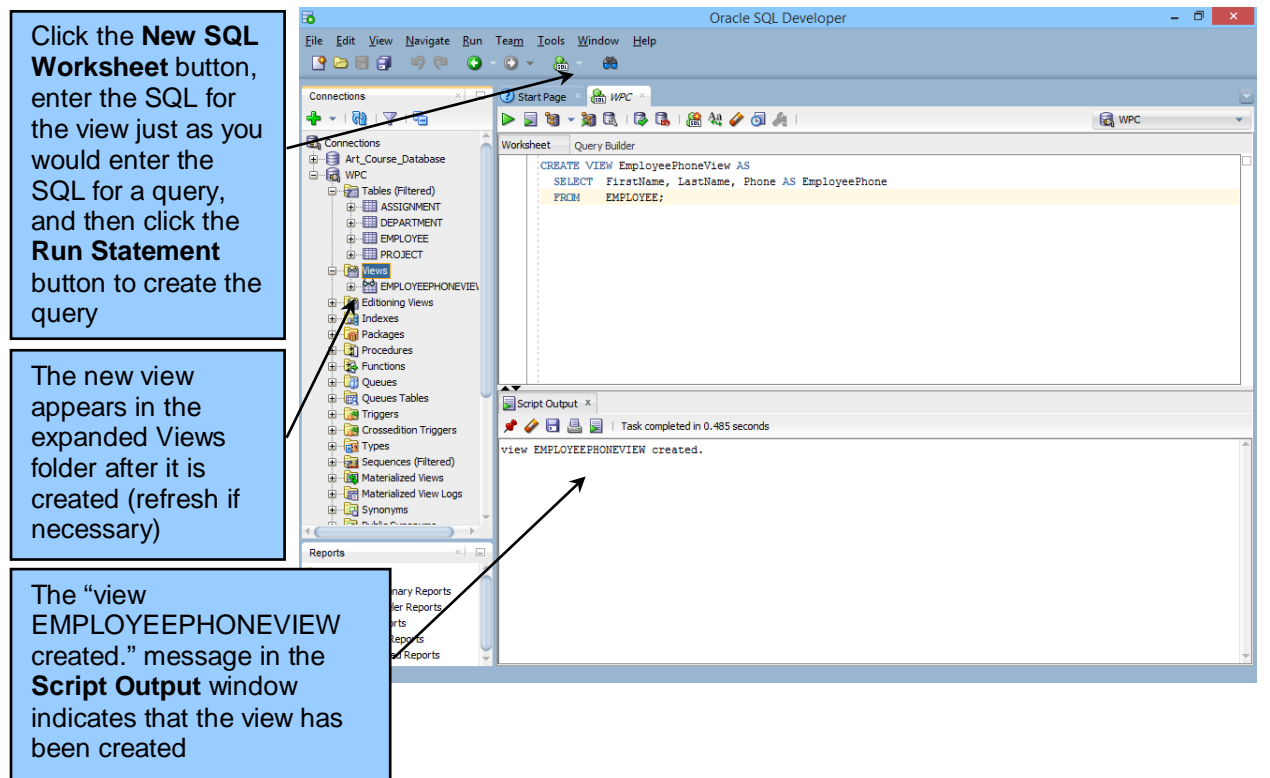 Click the New SQL
Worksheet button,
enter the SQL for
the view just as you
would enter the
SQL for a query,
and then click the
Run Statement
button to create the
query
The new view
appears in the
expanded Views
folder after it is
created (refresh if
necessary)
The “view
EMPLOYEEPHONEVIEW
created.” message in the
Script Output window
indicates that the view has
been created
Oracle SQL Developer
File Edit View Navigate Run Team Tools Window Help
Connections
Connections
Art_Course_Database
WPC
Tables (Filtered)
ASSIGNMENT
DEPARTMENT
EMPLOYEE
PROJECT
Views
EMPLOYEEPHONEVIEV
Editioning Views
Indexes
Packages
Procedures
Functions
Queues
Queues Tables
Triggers
Crossedition Triggers
Types
Sequences (Filtered)
Materialized Views
Materialized View Logs
Synonyms
Reports
nary Reports
ler Reports
Reports
Reports
Start Page WPC
WPC
Worksheet Query Builder
CREATE VIEW EmployeePhoneView AS
SELECT FirstName, LastName, Phone AS EmployeePhone
FROM EMPLOYEE;
Script Output
Task completed in 0.485 seconds
view EMPLOYEEPHONEVIEW created.